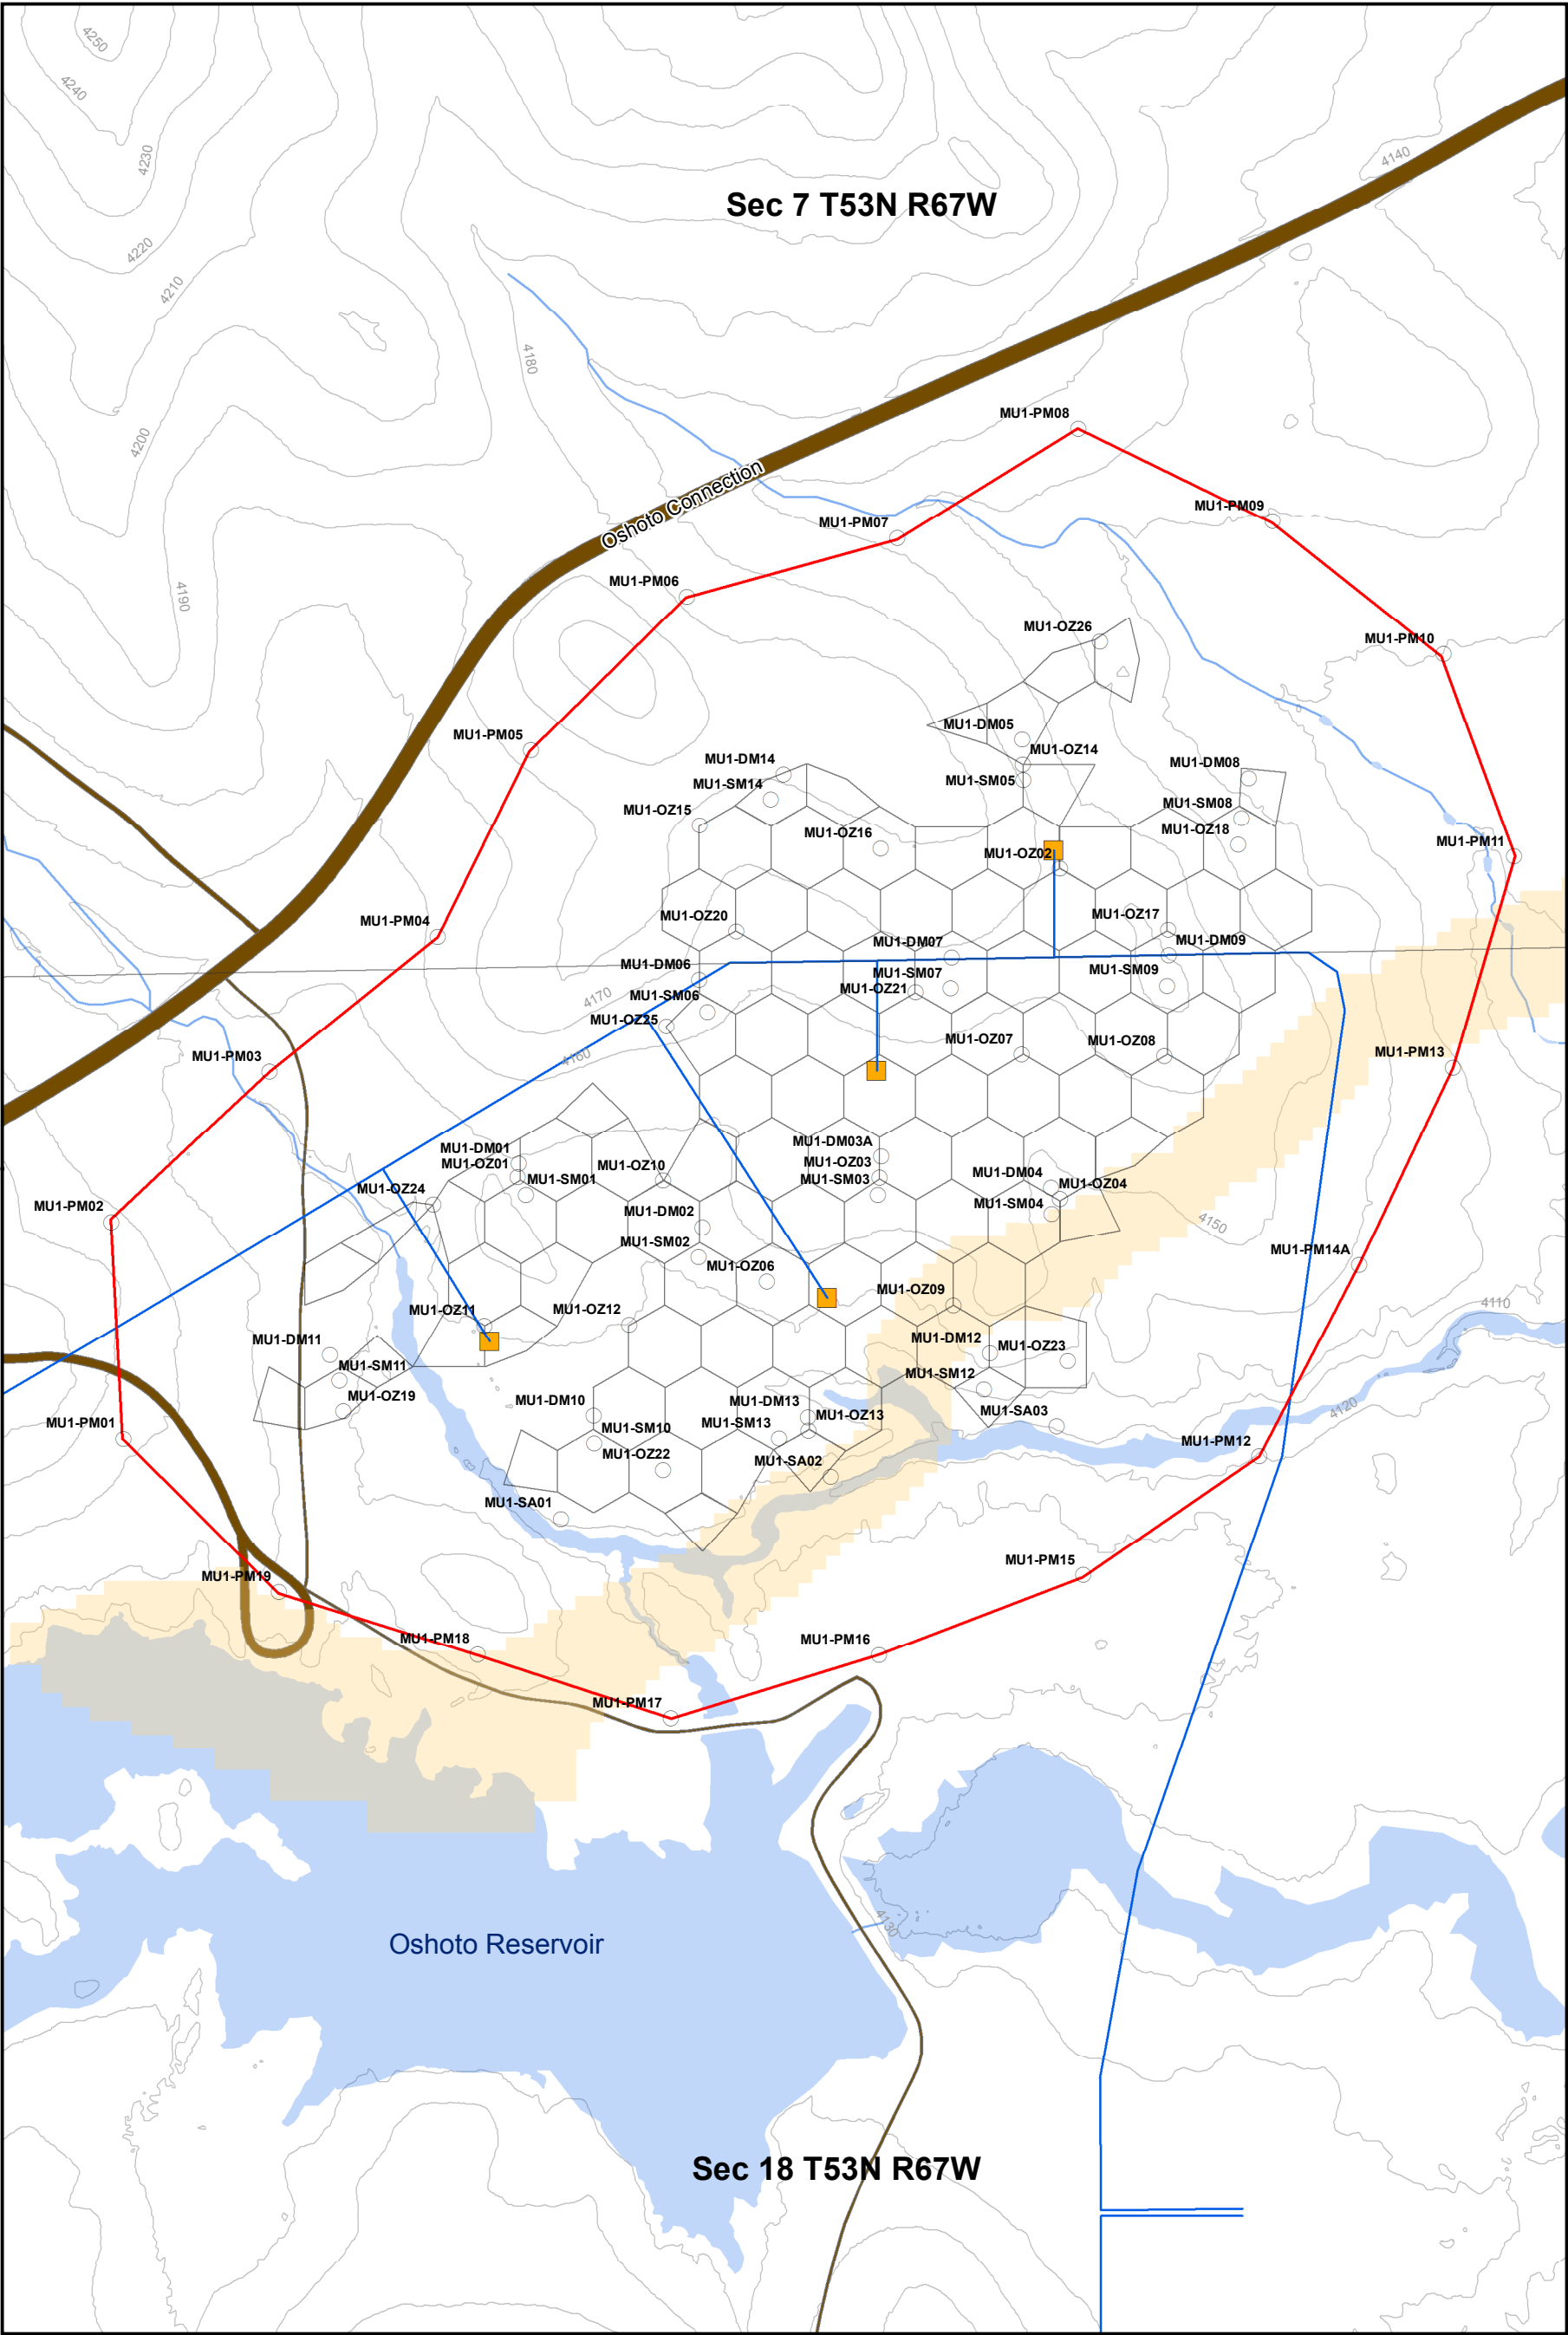 4250
4240
4230
4140
Sec 7 T53N R67W
4220
4210
4180
4200
MU1-PM08
Oshoto Connection
MU1-PM09
MU1-PM07
MU1-PM06
4190
MU1-OZ26
MU1-PM10
MU1-DM05
MU1-PM05
MU1-OZ14
MU1-DM14
MU1-DM08
MU1-SM05
MU1-SM14
MU1-SM08
MU1-OZ15
MU1-OZ18
MU1-OZ16
MU1-PM11
MU1-OZ02
MU1-OZ20
MU1-OZ17
MU1-PM04
MU1-DM07
MU1-DM09
MU1-DM06
MU1-SM07
MU1-SM09
MU1-OZ21
4170
MU1-SM06
MU1-OZ25
MU1-OZ07
MU1-OZ08
MU1-PM13
MU1-PM03
4160
MU1-DM03A
MU1-DM01
MU1-OZ01
MU1-OZ10
MU1-OZ03
MU1-SM01
MU1-SM03
MU1-DM04
MU1-OZ04
MU1-OZ24
MU1-PM02
MU1-DM02
MU1-SM04
4150
MU1-SM02
MU1-PM14A
MU1-OZ06
MU1-OZ09
4110
MU1-OZ11
MU1-OZ12
MU1-DM11
MU1-DM12
MU1-OZ23
MU1-SM11
MU1-SM12
MU1-OZ19
MU1-DM10
MU1-DM13
MU1-OZ13
MU1-SA03
4120
MU1-PM01
MU1-SM10
MU1-SM13
MU1-PM12
MU1-OZ22
MU1-SA02
MU1-SA01
MU1-PM15
MU1-PM19
MU1-PM18
MU1-PM16
MU1-PM17
4130
Oshoto Reservoir
Sec 18 T53N R67W